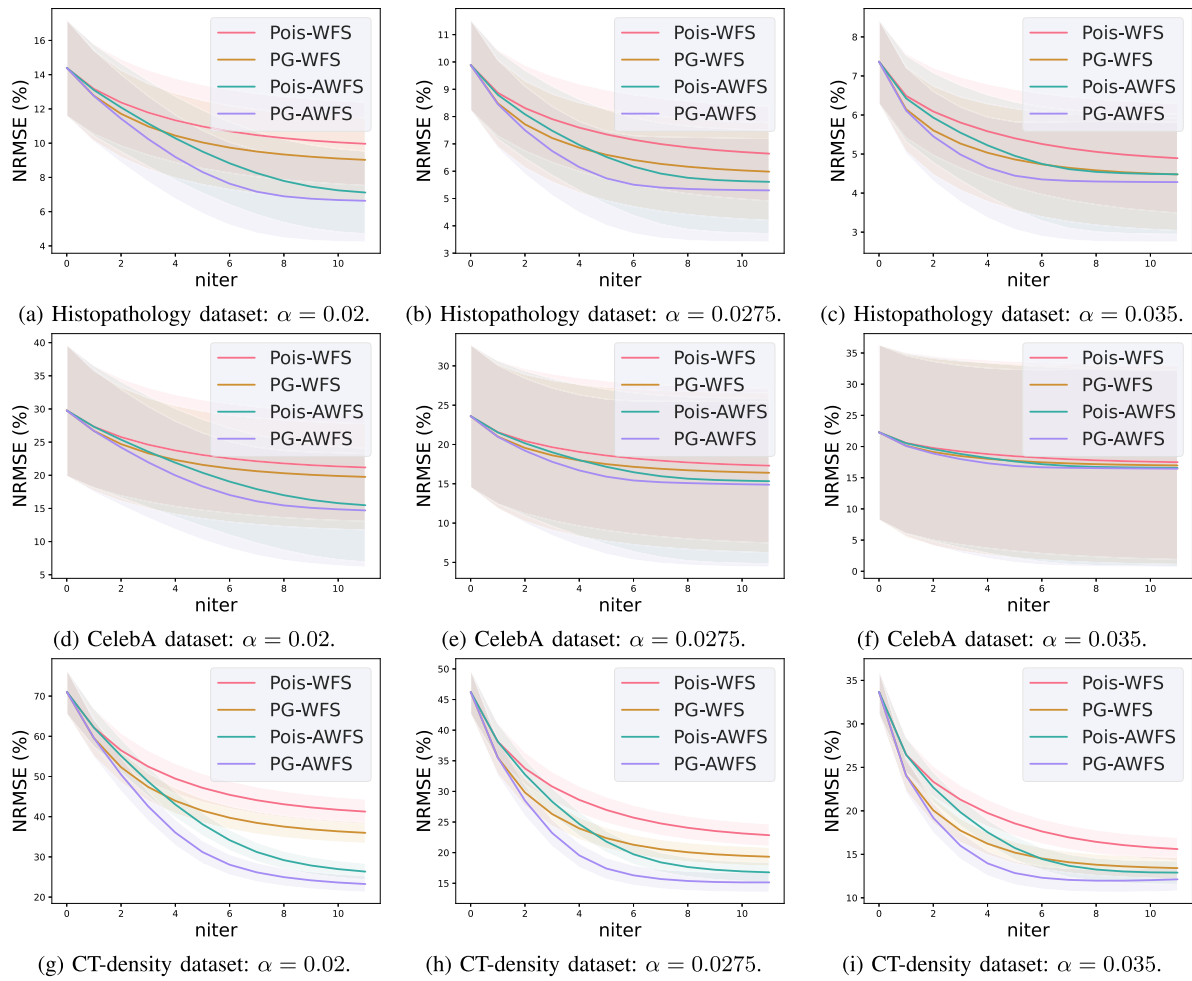 NRMSE (%)
16
14
12
10
8
6
4
0 2 4 6 8 10
niter
Pois-WFS
PG-WFS
Pois-AWFS
PG-AWFS
NRMSE (%)
11
10
9
8
7
6
5
4
3
0 2 4 6 8 10
niter
Pois-WFS
PG-WFS
Pois-AWFS
PG-AWFS
NRMSE (%)
8
7
6
5
4
3
0 2 4 6 8 10
niter
Pois-WFS
PG-WFS
Pois-AWFS
PG-AWFS
(a) Histopathology dataset: α = 0.02.
(b) Histopathology dataset: α = 0.0275.
(c) Histopathology dataset: α = 0.035.
NRMSE (%)
40
35
30
25
20
15
10
5
0 2 4 6 8 10
niter
Pois-WFS
PG-WFS
Pois-AWFS
PG-AWFS
NRMSE (%)
30
25
20
15
10
5
0 2 4 6 8 10
niter
Pois-WFS
PG-WFS
Pois-AWFS
PG-AWFS
NRMSE (%)
35
30
25
20
15
10
5
0
0 2 4 6 8 10
niter
Pois-WFS
PG-WFS
Pois-AWFS
PG-AWFS
(d) CelebA dataset: α = 0.02.
(e) CelebA dataset: α = 0.0275.
(f) CelebA dataset: α = 0.035.
NRMSE (%)
70
60
50
40
30
20
0 2 4 6 8 10
niter
Pois-WFS
PG-WFS
Pois-AWFS
PG-AWFS
NRMSE (%)
50
45
40
35
30
25
20
15
0 2 4 6 8 10
niter
Pois-WFS
PG-WFS
Pois-AWFS
PG-AWFS
NRMSE (%)
35
30
25
20
15
10
0 2 4 6 8 10
niter
Pois-WFS
PG-WFS
Pois-AWFS
PG-AWFS
(g) CT-density dataset: α = 0.02.
(h) CT-density dataset: α = 0.0275.
(i) CT-density dataset: α = 0.035.